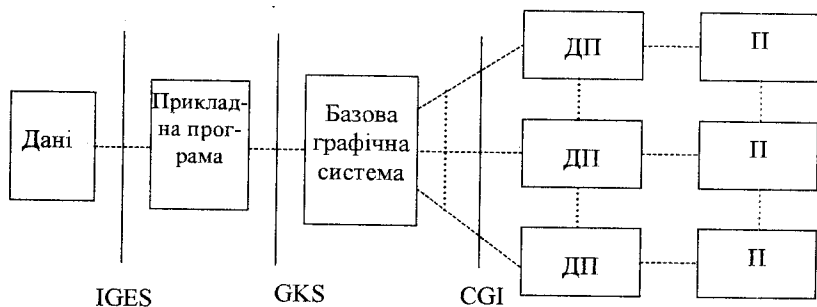 Дані
Приклад-
на прог-
рама
Базова
графічна
система
ДП
П
ДП
П
ДП
П
IGES
GKS
CGI